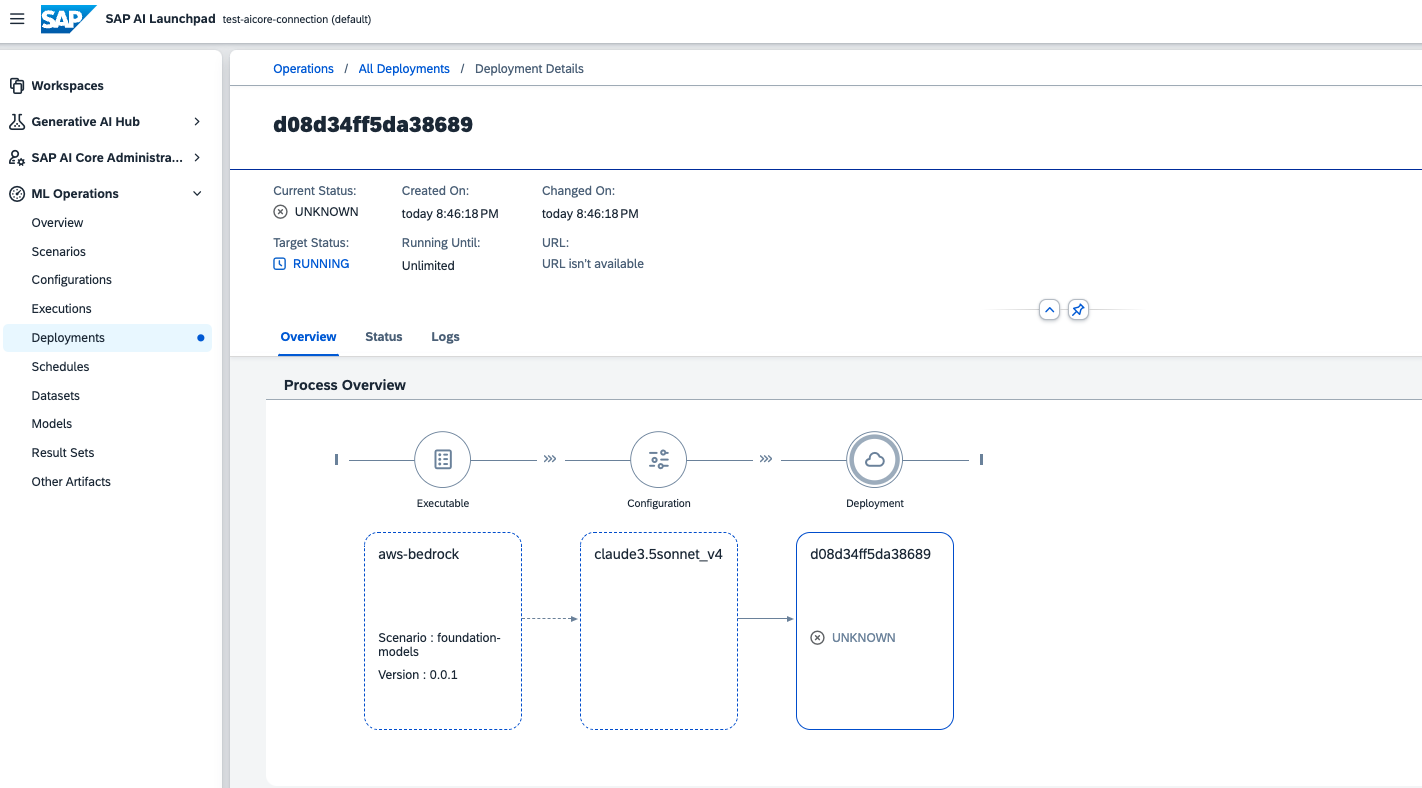 SAP SAP AI Launchpad test-aicore-connection (default)
Workspaces
Generative AI Hub
SAP AI Core Administra...
ML Operations
Overview
Scenarios
Configurations
Executions
Deployments
Schedules
Datasets
Models
Result Sets
Other Artifacts
Operations / All Deployments / Deployment Details
d08d34ff5da38689
Current Status: Created On: Changed On:
UNKNOWN today 8:46:18 PM today 8:46:18 PM
Target Status: Running Until: URL:
RUNNING Unlimited URL isn't available
Overview Status Logs
Process Overview
Executable Configuration Deployment
aws-bedrock
Scenario : foundation-
models
Version : 0.0.1
claude3.5sonnet_v4
d08d34ff5da38689
UNKNOWN